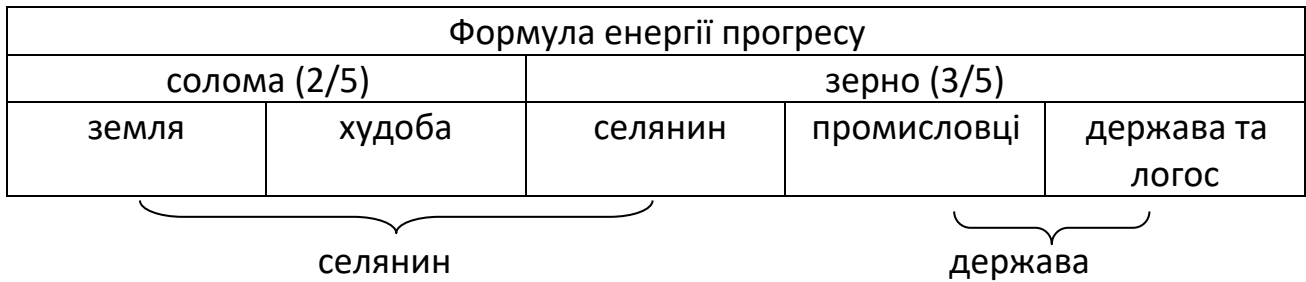 Формула енергії прогресу
солома (2/5) зерно (3/5)
земля худоба селянин промисловці держава та
логос
селянин держава